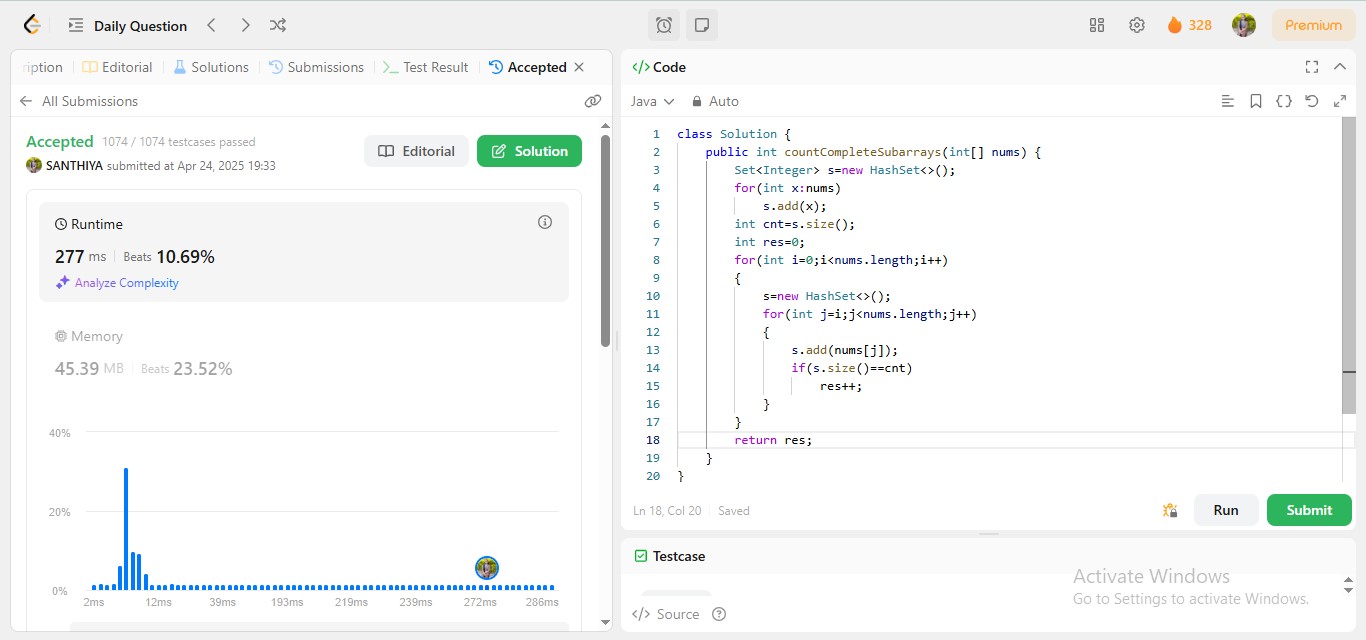 Daily Question
328
Premium
ription
Editorial
Solutions
Submissions
Test Result
Accepted
All Submissions
Accepted 1074 / 1074 testcases passed
SANTHIYA submitted at Apr 24, 2025 19:33
Editorial
Solution
Runtime
277 ms Beats 10.69%
Analyze Complexity
Memory
45.39 MB Beats 23.52%
40%
20%
0%
2ms 12ms 39ms 193ms 219ms 239ms 272ms 286ms
</> Code
Java Auto
1 class Solution {
2 public int countCompleteSubarrays(int[] nums) {
3 Set<Integer> s=new HashSet<>();
4 for(int x:nums)
5 s.add(x);
6 int cnt=s.size();
7 int res=0;
8 for(int i=0;i<nums.length;i++)
9 {
10 s=new HashSet<>();
11 for(int j=i;j<nums.length;j++)
12 {
13 s.add(nums[j]);
14 if(s.size()==cnt)
15 res++;
16 }
17 }
18 return res;
19 }
20 }
Ln 18, Col 20 Saved
Run
Submit
Testcase
</> Source
Activate Windows
Go to Settings to activate Windows.